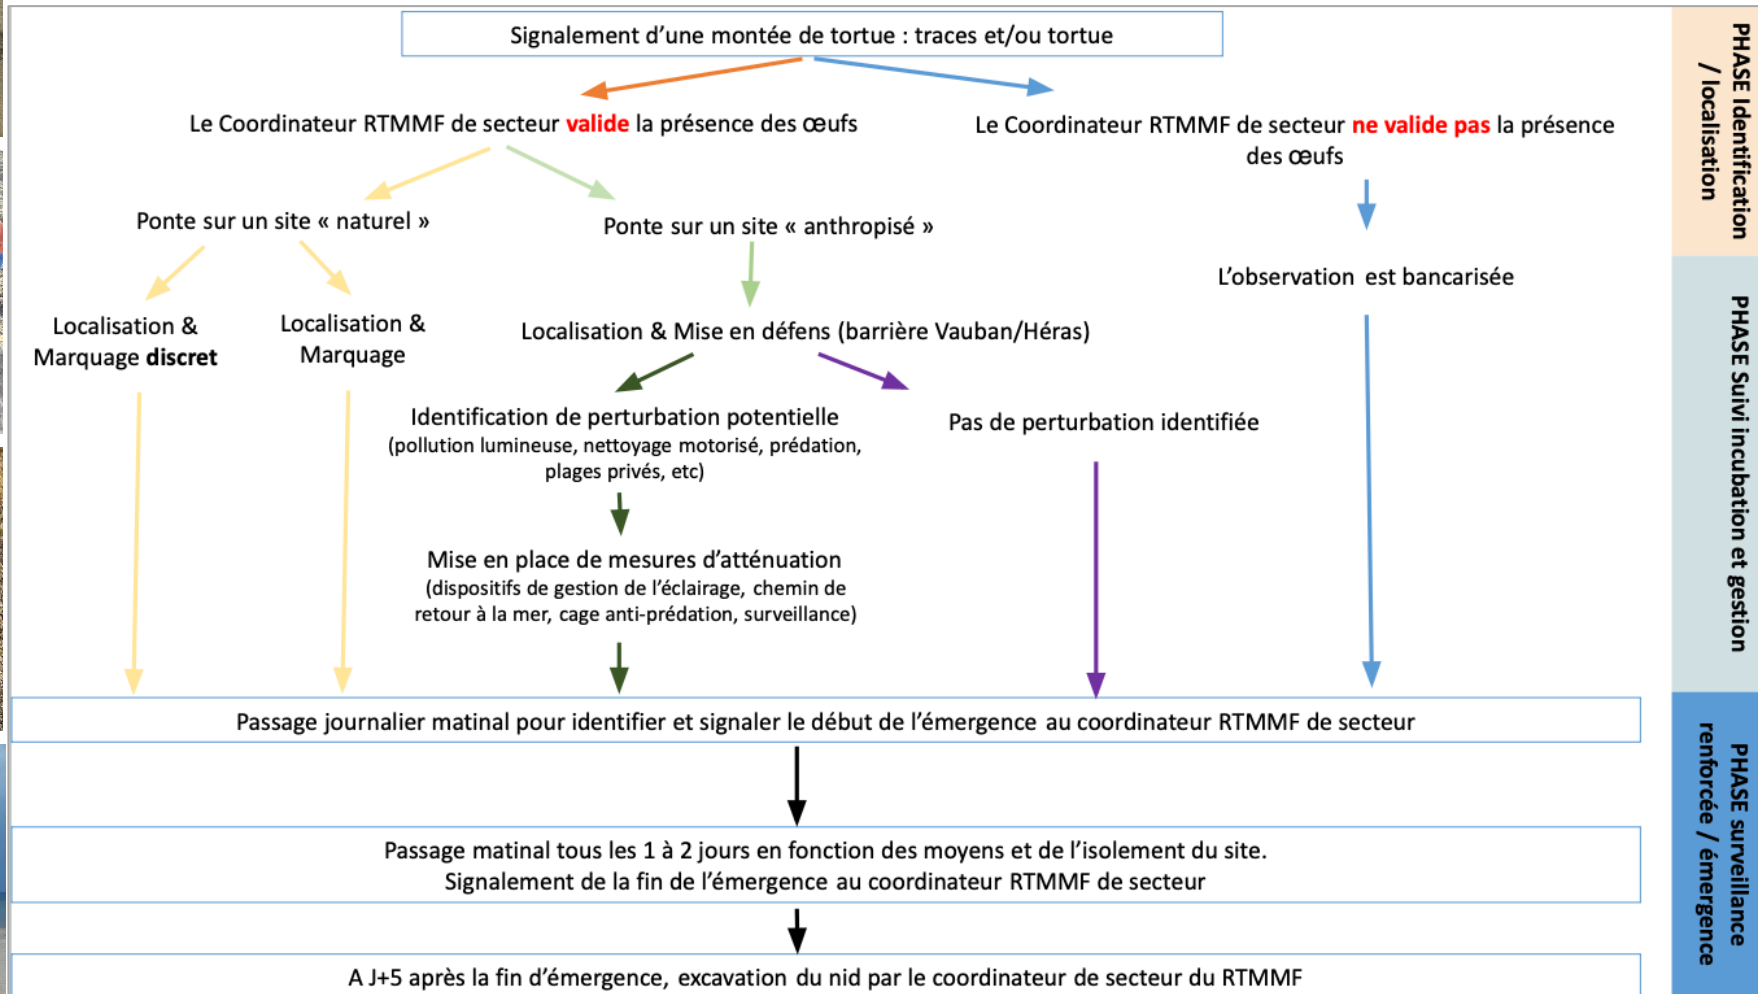 Signalement d’une montée de tortue : traces et/ou tortue
Le Coordinateur RTMMF de secteur valide la présence des œufs
Le Coordinateur RTMMF de secteur ne valide pas la présence
des œufs
Ponte sur un site « naturel »
Ponte sur un site « anthropisé »
L’observation est bancarisée
Localisation &
Marquage discret
Localisation &
Marquage
Localisation & Mise en défens (barrière Vauban/Héras)
Identification de perturbation potentielle
(pollution lumineuse, nettoyage motorisé, prédation,
plages privés, etc)
Pas de perturbation identifiée
Mise en place de mesures d’atténuation
(dispositifs de gestion de l’éclairage, chemin de
retour à la mer, cage anti-prédation, surveillance)
Passage journalier matinal pour identifier et signaler le début de l’émergence au coordinateur RTMMF de secteur
Passage matinal tous les 1 à 2 jours en fonction des moyens et de l’isolement du site.
Signalement de la fin de l’émergence au coordinateur RTMMF de secteur
A J+5 après la fin d’émergence, excavation du nid par le coordinateur de secteur du RTMMF
PHASE Identification
/ localisation
PHASE Suivi incubation et gestion
PHASE surveillance
renforcée / émergence